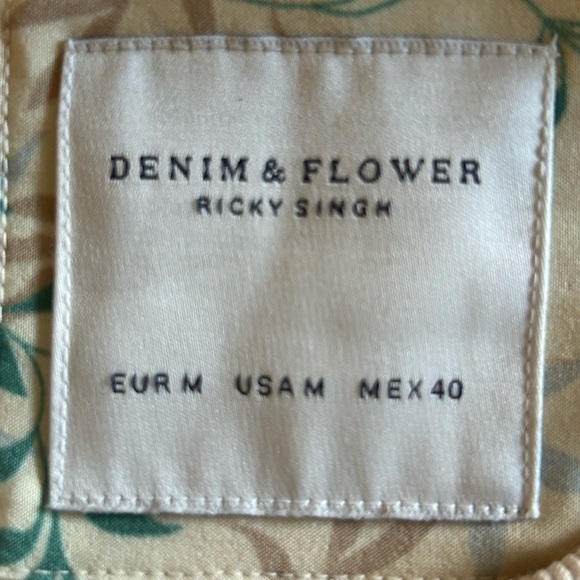 DENIM & FLOWER
RICKY SINGH
EUR M USA M MEX 40